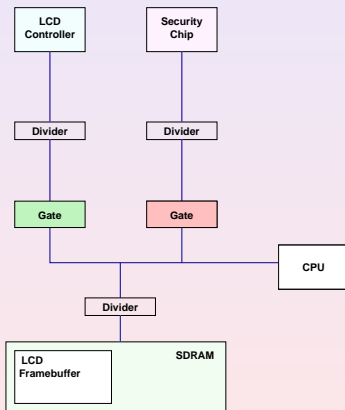 LCD
Controller
Security
Chip
Divider
Divider
Gate
Gate
CPU
Divider
SDRAM
LCD
Framebuffer